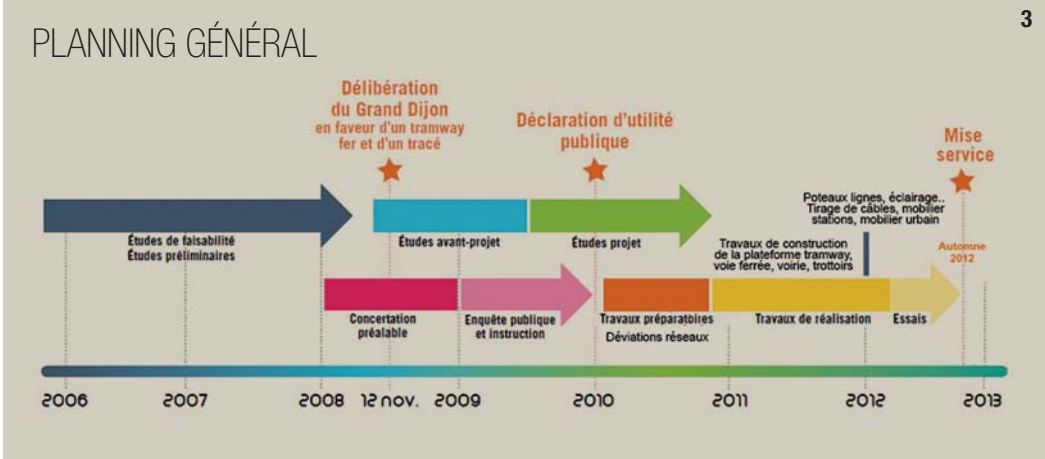 3
PLANNING GÉNÉRAL
Délibération
du Grand Dijon
en faveur d'un tramway
fer et d'un tracé
Déclaration d'utilité
publique
Mise
service
Études de faisabilité
Études préliminaires
Études avant-projet
Études projet
Poteaux lignes, éclairage..
Tirage de câbles, mobilier
stations, mobilier urbain
Travaux de construction
de la plateforme tramway,
voie ferrée, voirie, trottoirs
Automne
2012
Concertation
préalable
Enquête publique
et instruction
Travaux préparatoires
Déviations réseaux
Travaux de réalisation
Essais
2006 2007 2008 12 nov. 2009 2010 2011 2012 2013